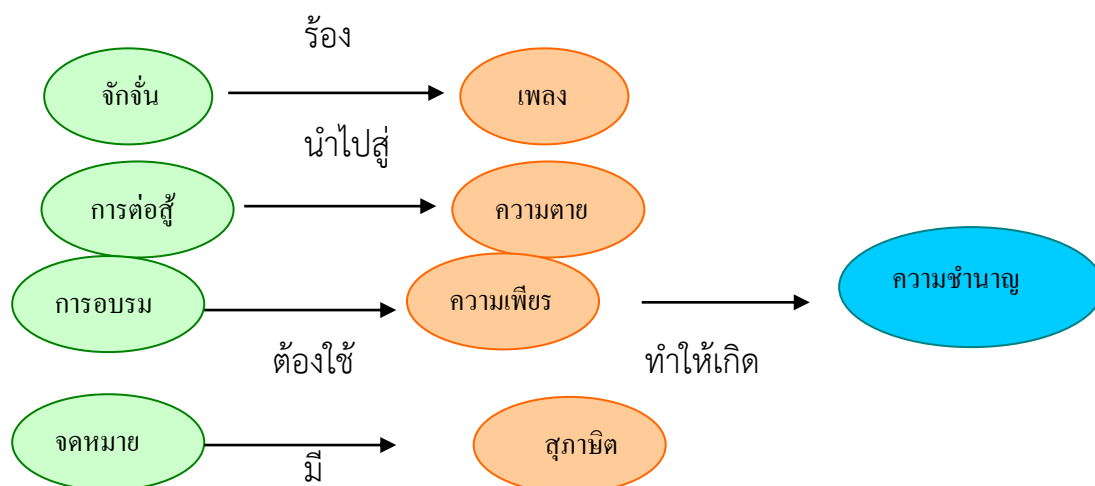 ร้อง
จักจั่น
เพลง
นำไปสู่
การต่อสู้
ความตาย
การอบรม
ความเพียร
ความชำนาญ
ต้องใช้
ทำให้เกิด
จดหมาย
สุภาษิต
มี